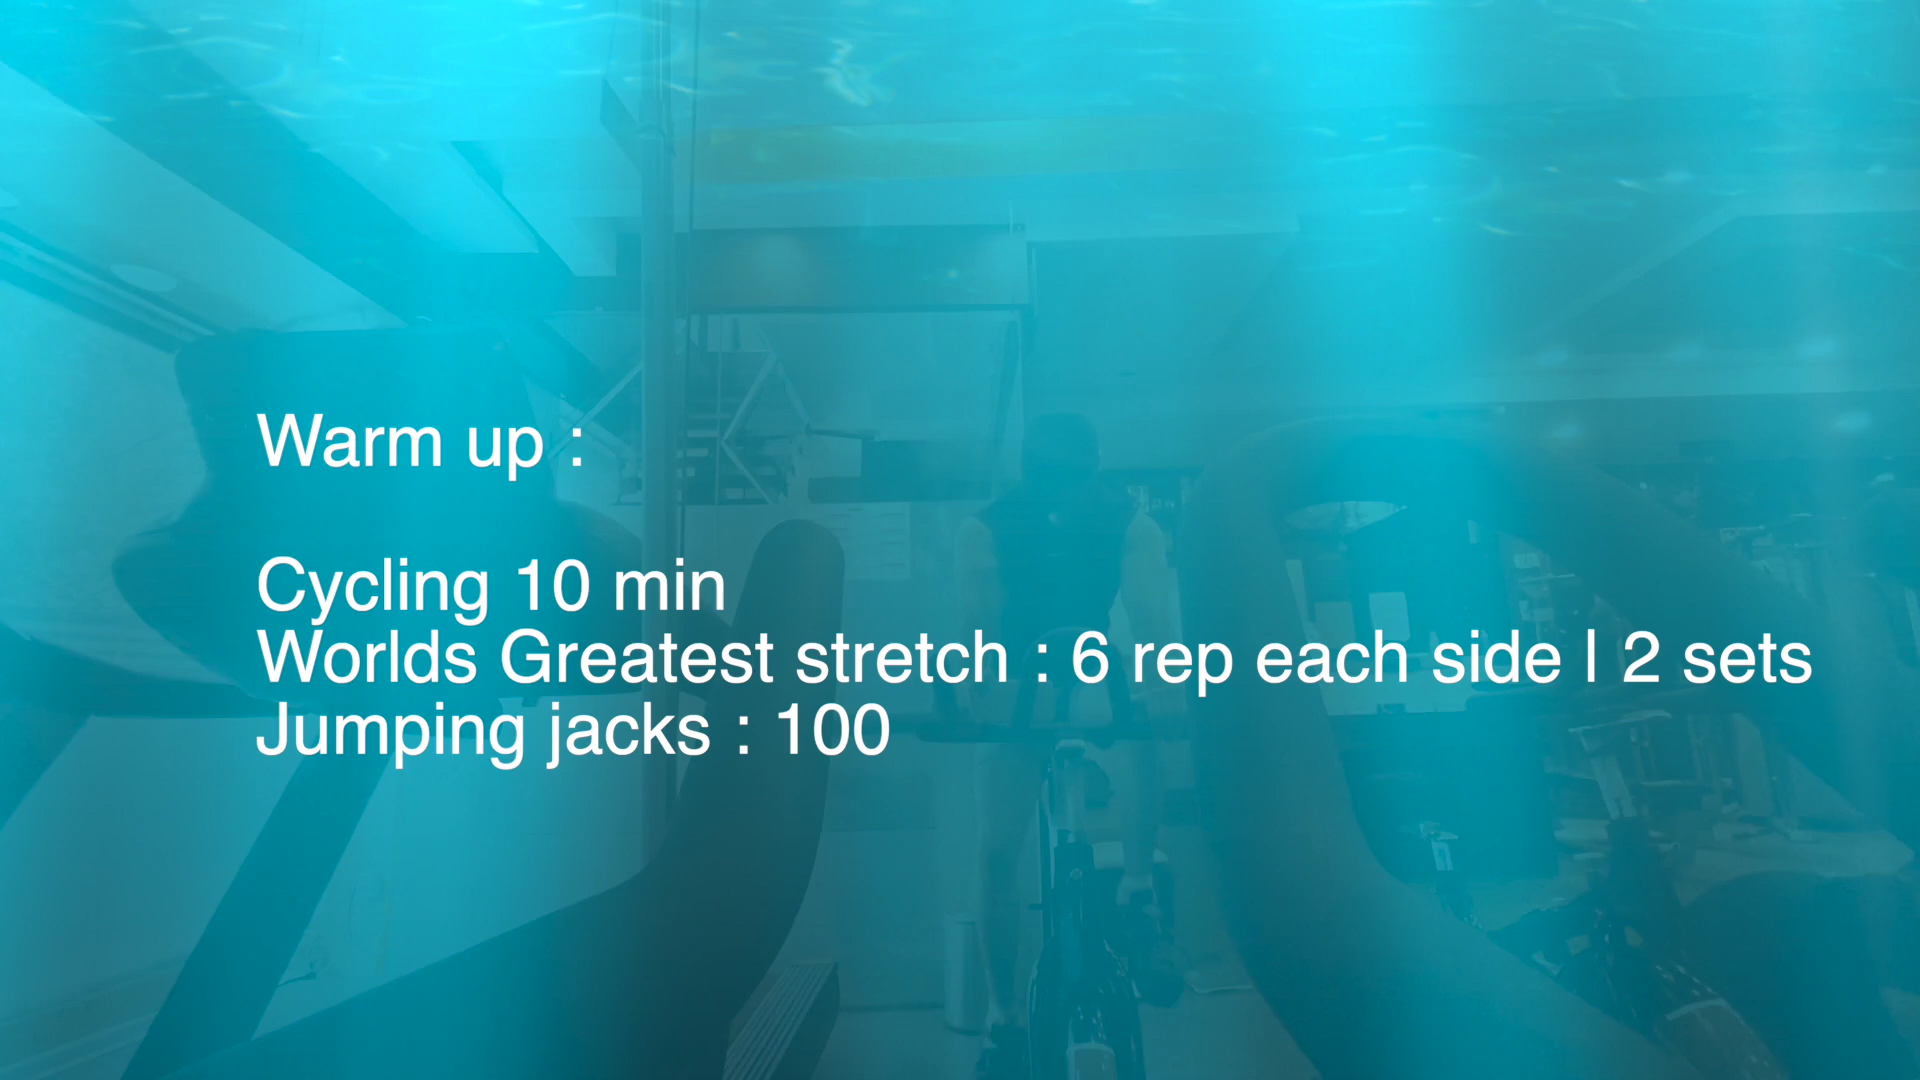 Warm up :
Cycling 10 min
Worlds Greatest stretch : 6 rep each side | 2 sets
Jumping jacks : 100